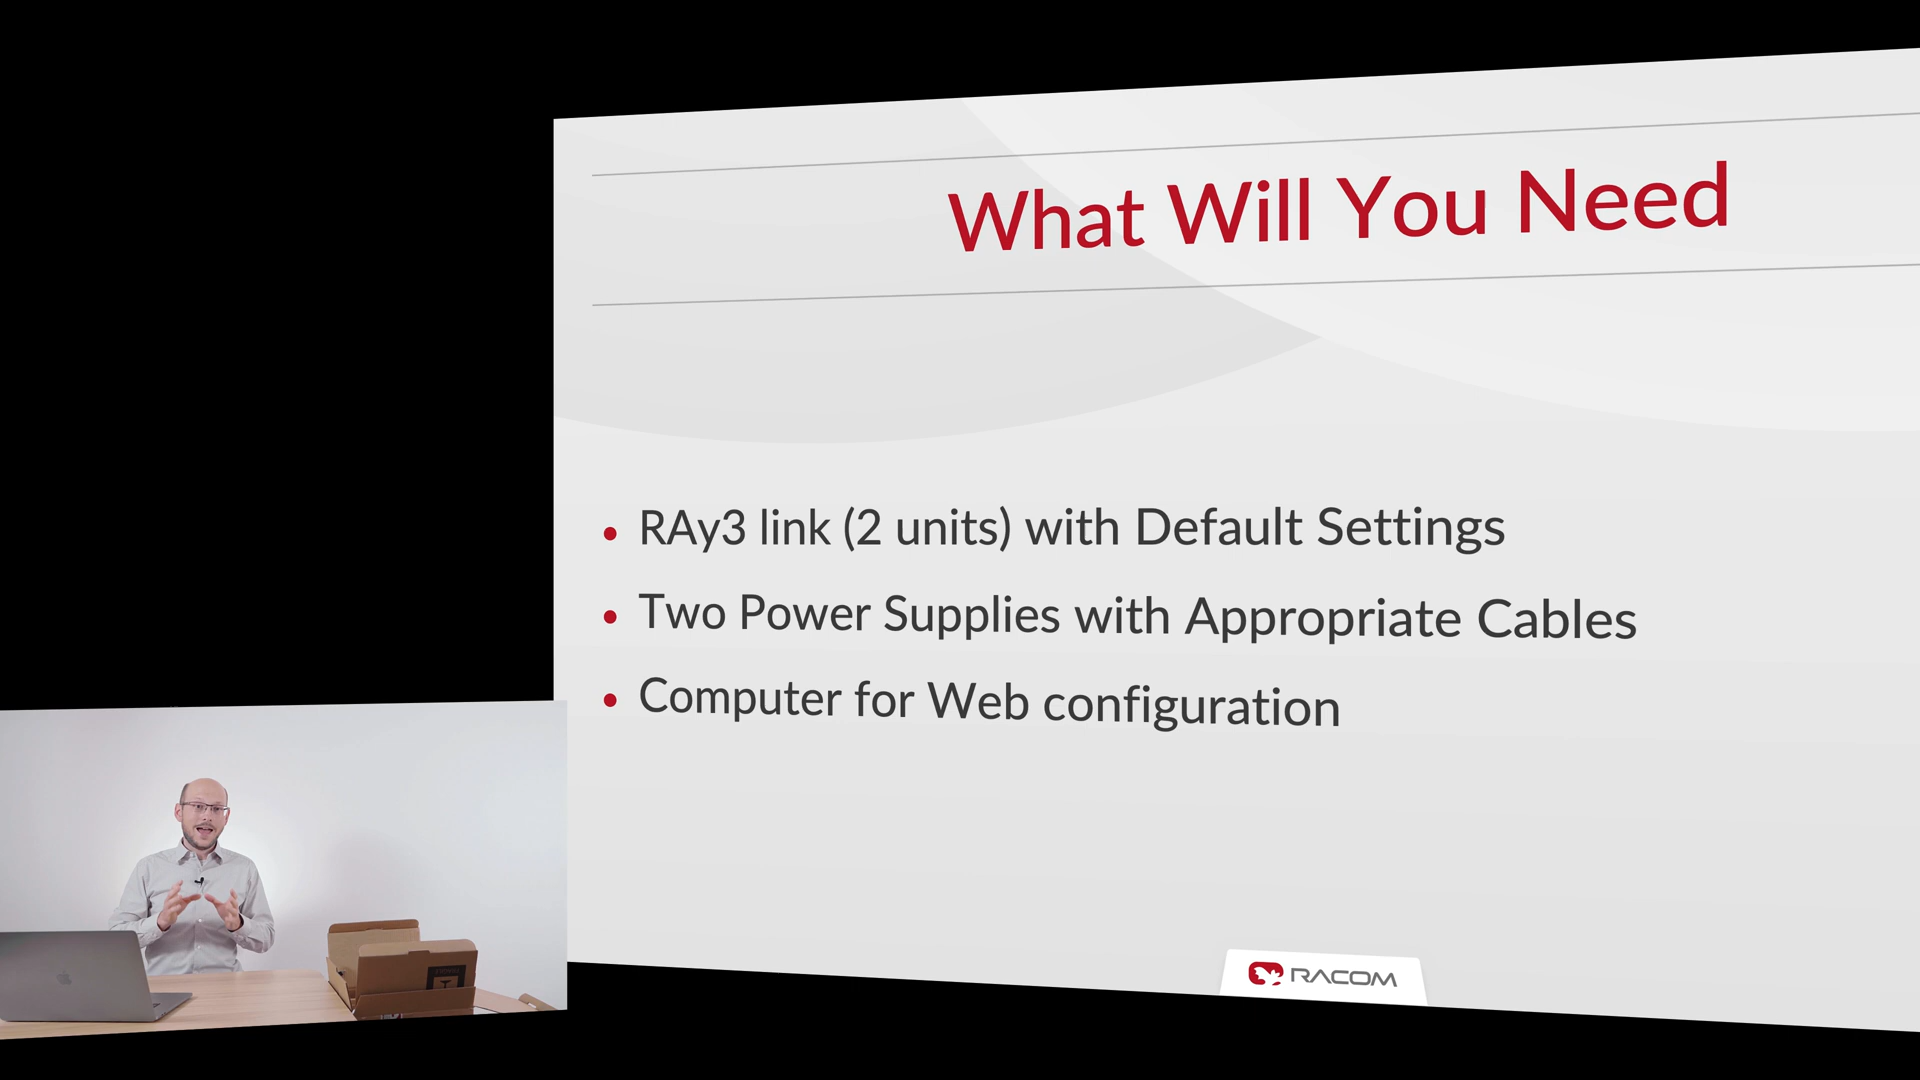 What Will You Need
• RAy3 link (2 units) with Default Settings
• Two Power Supplies with Appropriate Cables
• Computer for Web configuration
RACOM